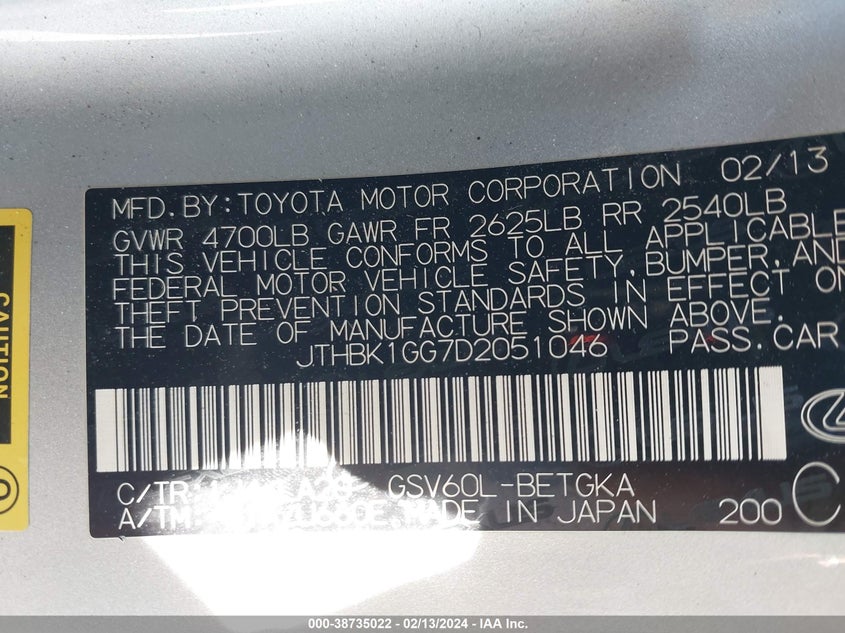 MFD.BY:TOYOTA MOTOR CORPORATION 02/13
GVWR 4700LB GAWR FR 2625LB RR 2540LB
THIS VEHICLE CONFORMS TO ALL APPLICABLE
FEDERAL MOTOR VEHICLE SAFETY,BUMPER,AND
THEFT PREVENTION STANDARDS IN EFFECT ON
THE DATE OF MANUFACTURE SHOWN ABOVE.
JTHBK1GG7D2051046 PASS.CAR
C/TR: GSV60L-BETGKA
A/TM: MADE IN JAPAN 200 C
CAUTION
000-38735022 - 02/13/2024 - IAA Inc.